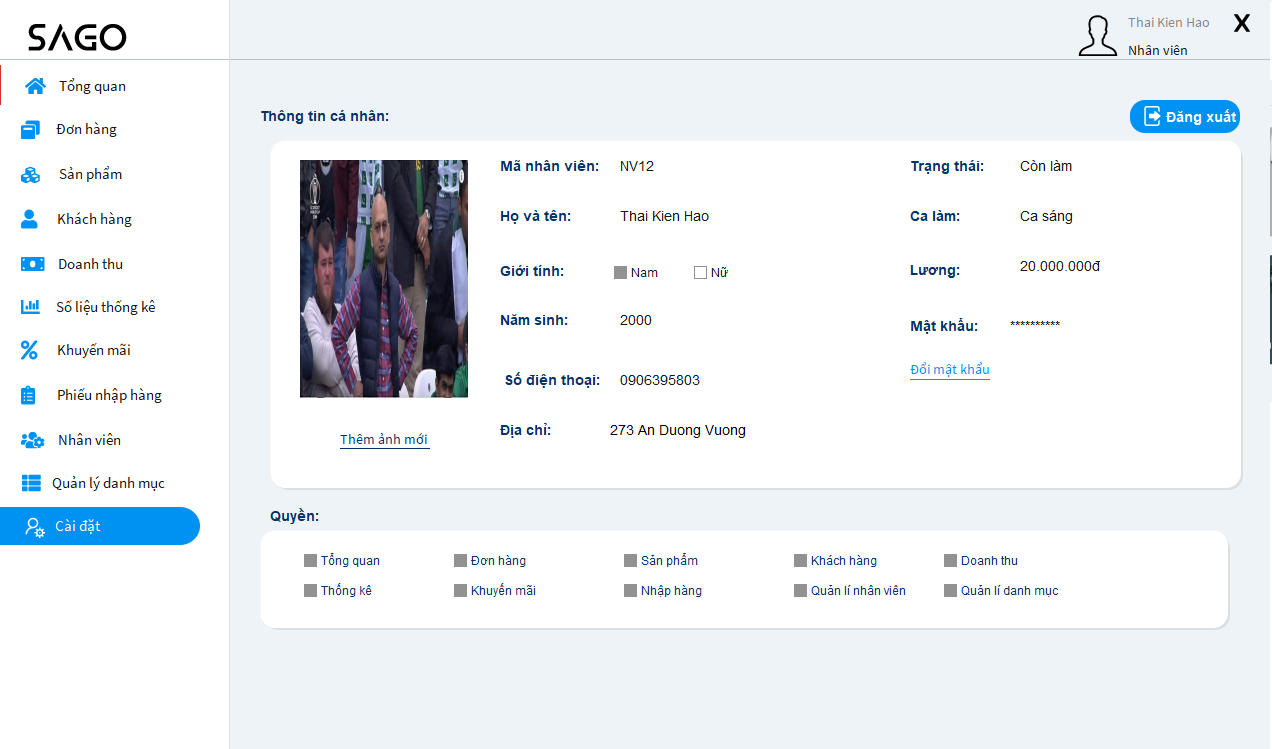 SAGO
Thai Kien Hao
X
Nhân viên
Tổng quan
Đơn hàng
Sản phẩm
Khách hàng
Doanh thu
Số liệu thống kê
Khuyến mãi
Phiếu nhập hàng
Nhân viên
Quản lý danh mục
Cài đặt
Thông tin cá nhân:
Đăng xuất
Mã nhân viên: NV12
Họ và tên: Thai Kien Hao
Giới tính: Nam Nữ
Năm sinh: 2000
Số điện thoại: 0906395803
Địa chỉ: 273 An Duong Vuong
Trạng thái: Còn làm
Ca làm: Ca sáng
Lương: 20.000.000đ
Mật khẩu: **********
Đổi mật khẩu
Thêm ảnh mới
Quyền:
Tổng quan Đơn hàng Sản phẩm Khách hàng Doanh thu
Thống kê Khuyến mãi Nhập hàng Quản lí nhân viên Quản lí danh mục